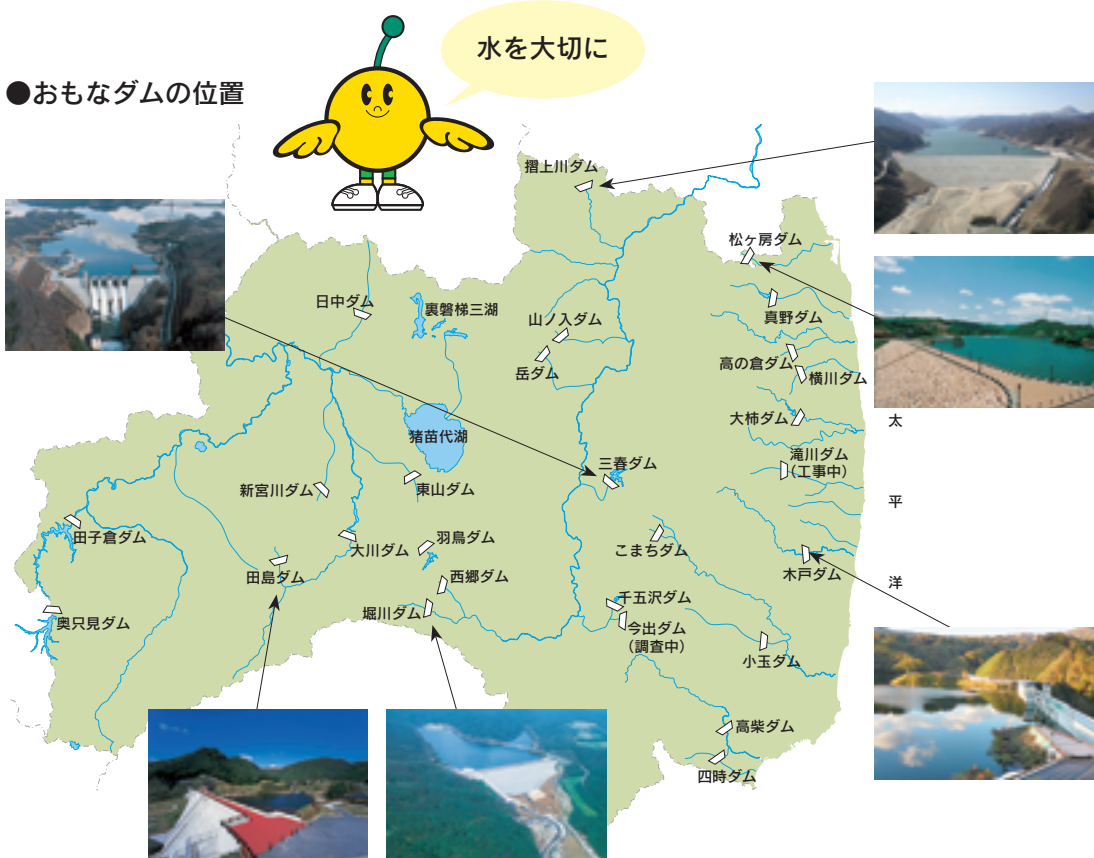 水を大切に
●おもなダムの位置
摺上川ダム
松ヶ房ダム
日中ダム
裏磐梯三湖
山ノ入ダム
真野ダム
岳ダム
高の倉ダム
横川ダム
大柿ダム
太
平
洋
猪苗代湖
三春ダム
滝川ダム
（工事中）
新宮川ダム
東山ダム
田子倉ダム
大川ダム
羽鳥ダム
こまちダム
木戸ダム
田島ダム
西郷ダム
奥只見ダム
堀川ダム
千五沢ダム
今出ダム
（調査中）
小玉ダム
高柴ダム
四時ダム